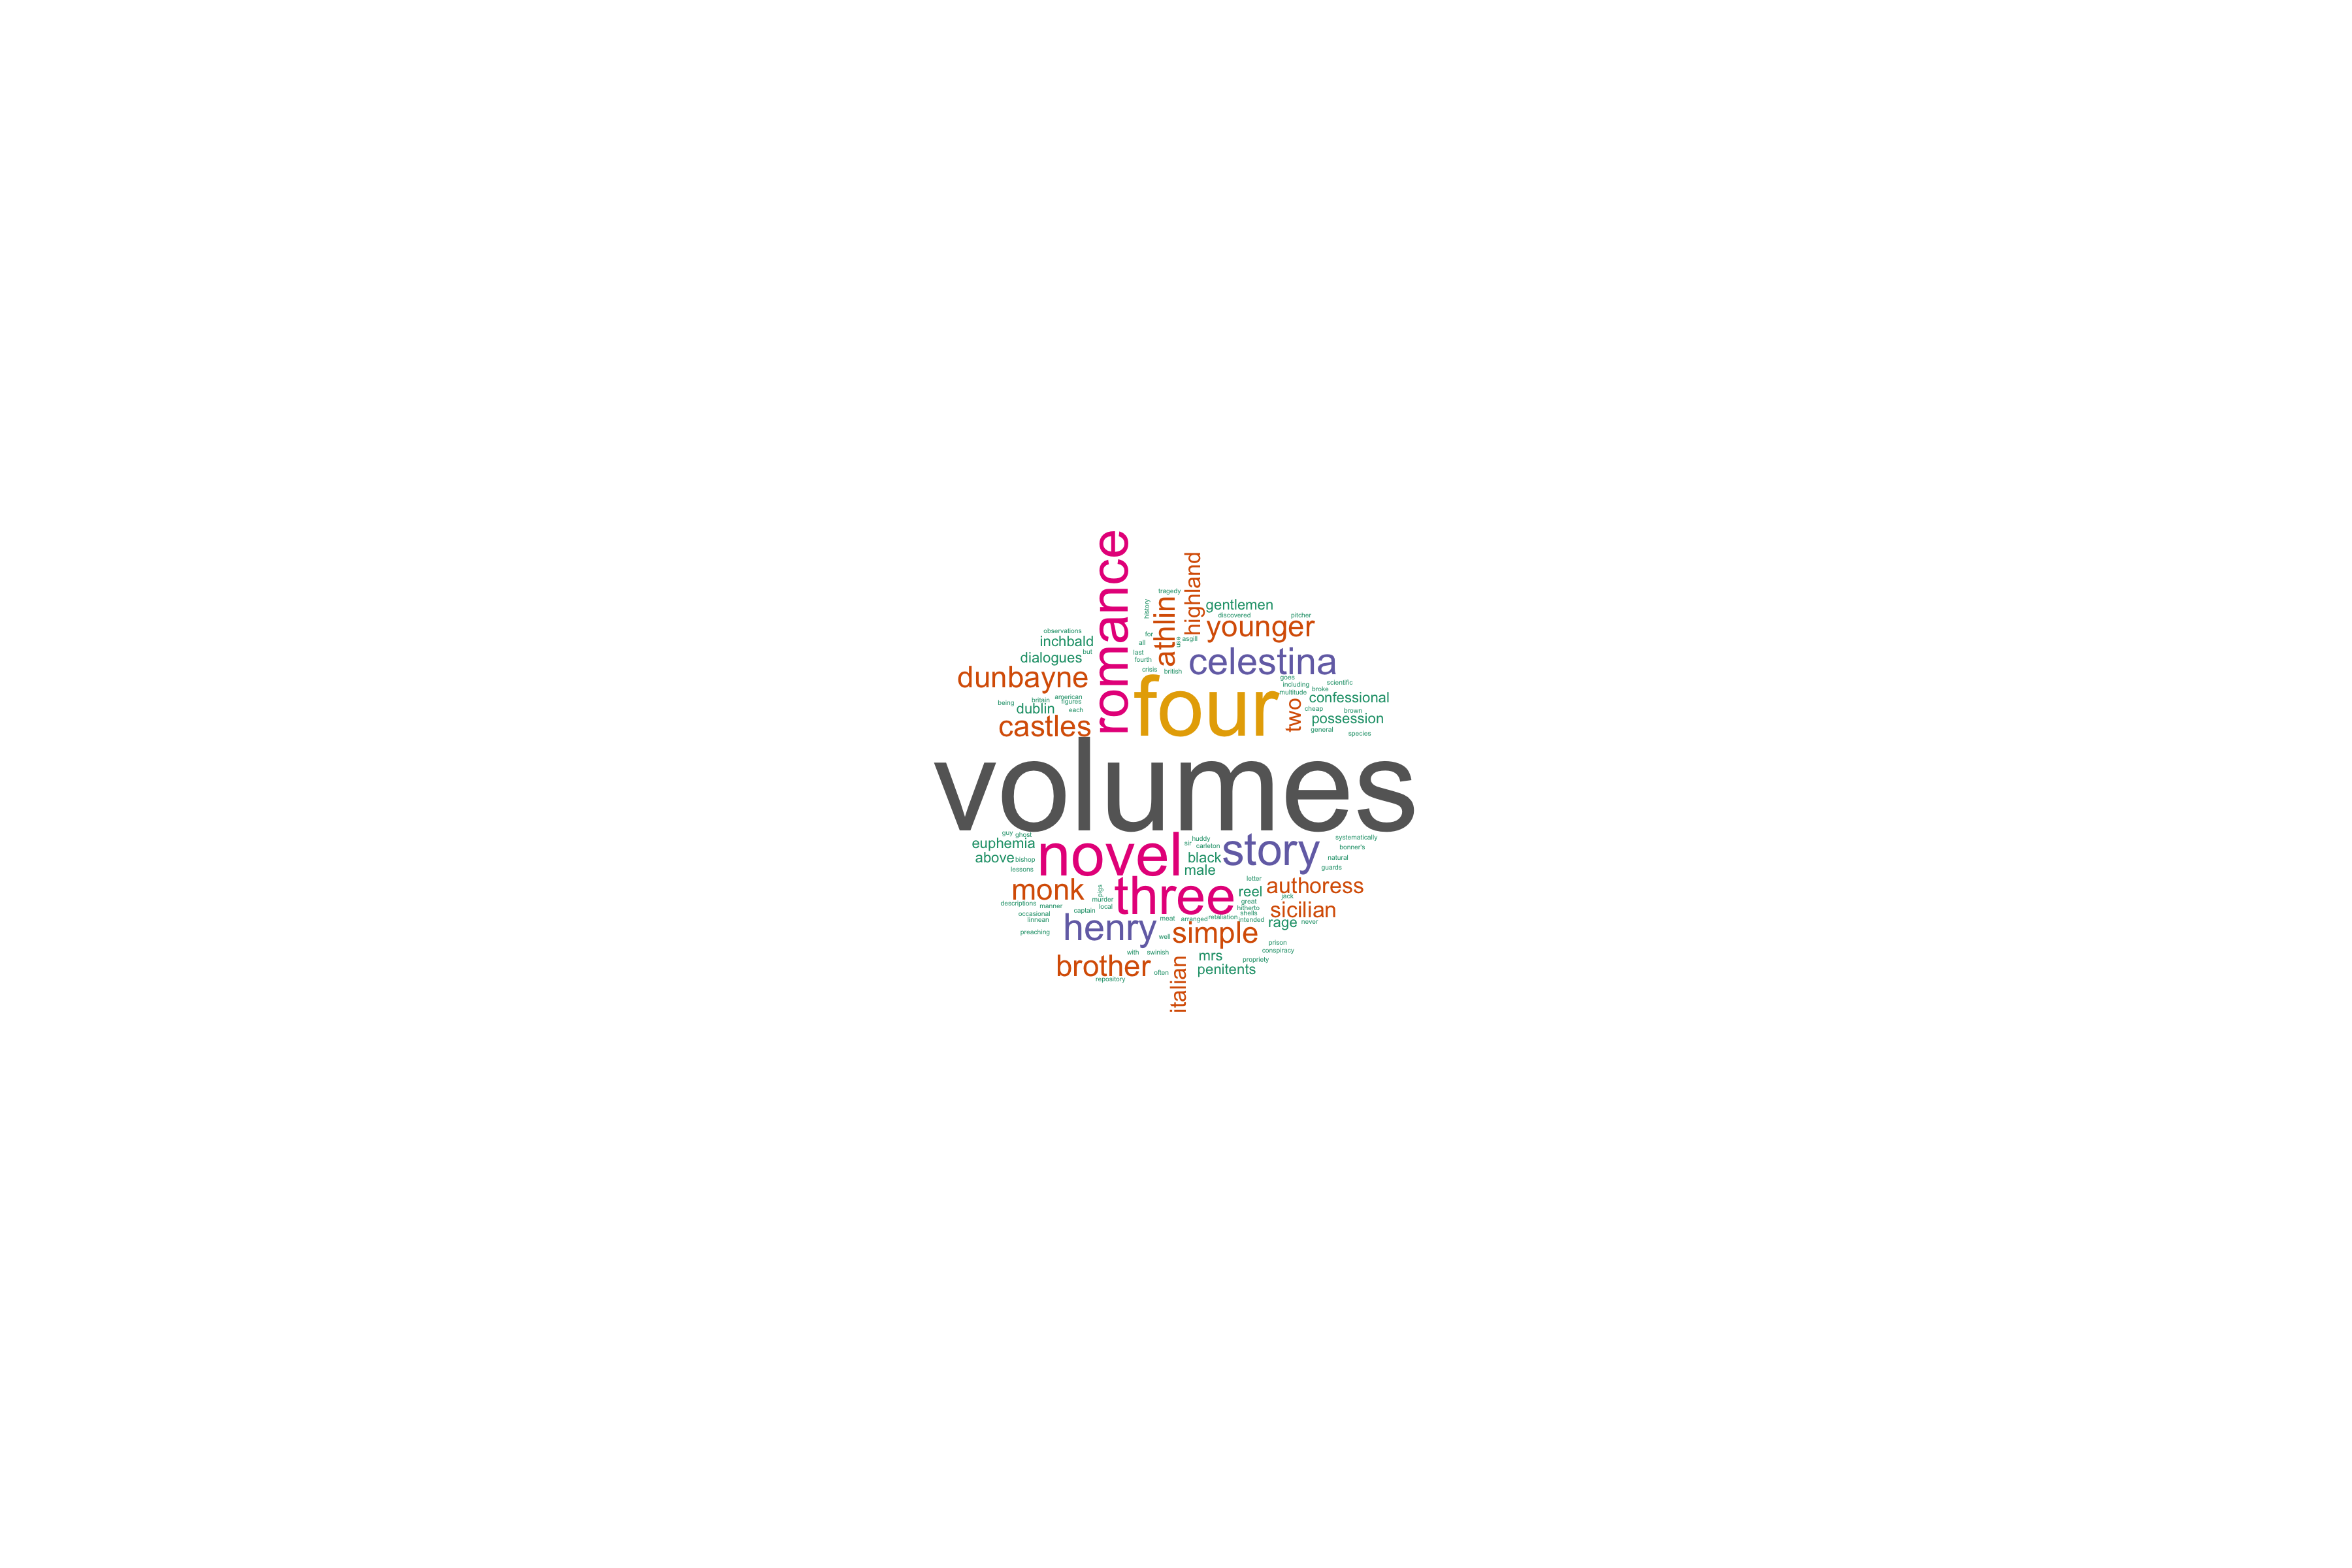 romance
highland
tragedy
history
athlin
gentlemen
discovered
pitcher
younger
for
asgill
use
all
observations
inchbald
but
last
dialogues
fourth
celestina
crisis
british
dunbayne
goes
including
scientific
four
broke
multitude
confessional
american
britain
figures
being
dublin
each
two
cheap
brown
possession
castles
general
species
volumes
guy
ghost
huddy
systematically
euphemia
novel
sir
carleton
story
bonner's
above
bishop
black
natural
lessons
male
guards
letter
monk
pigs
three
reel
authoress
murder
jack
great
descriptions
manner
local
hitherto
captain
sicilian
occasional
shells
linnean
meat
arranged
retaliation
intended
rage
never
henry
preaching
well
simple
prison
conspiracy
with
swinish
mrs
propriety
brother
often
penitents
italian
repository